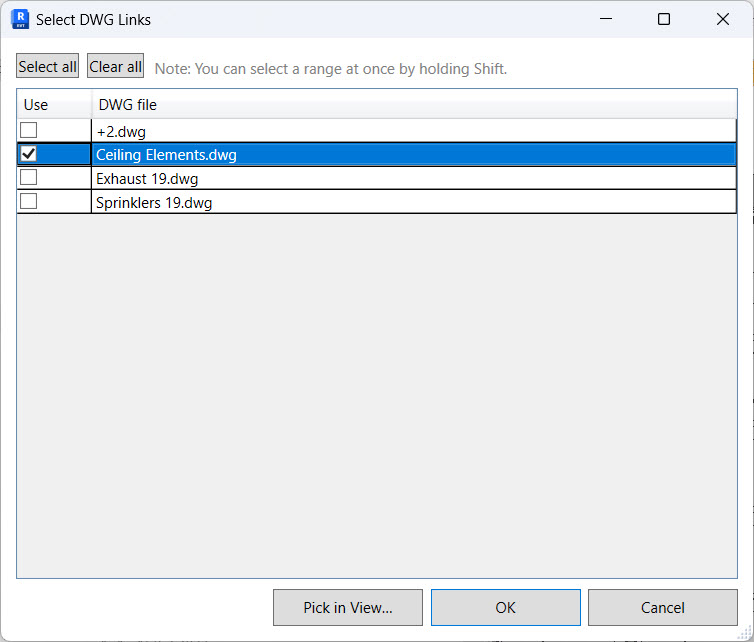 R
RVT
Select DWG Links
Select all Clear all Note: You can select a range at once by holding Shift.
Use DWG file
+2.dwg
Ceiling Elements.dwg
Exhaust 19.dwg
Sprinklers 19.dwg
Pick in View... OK Cancel